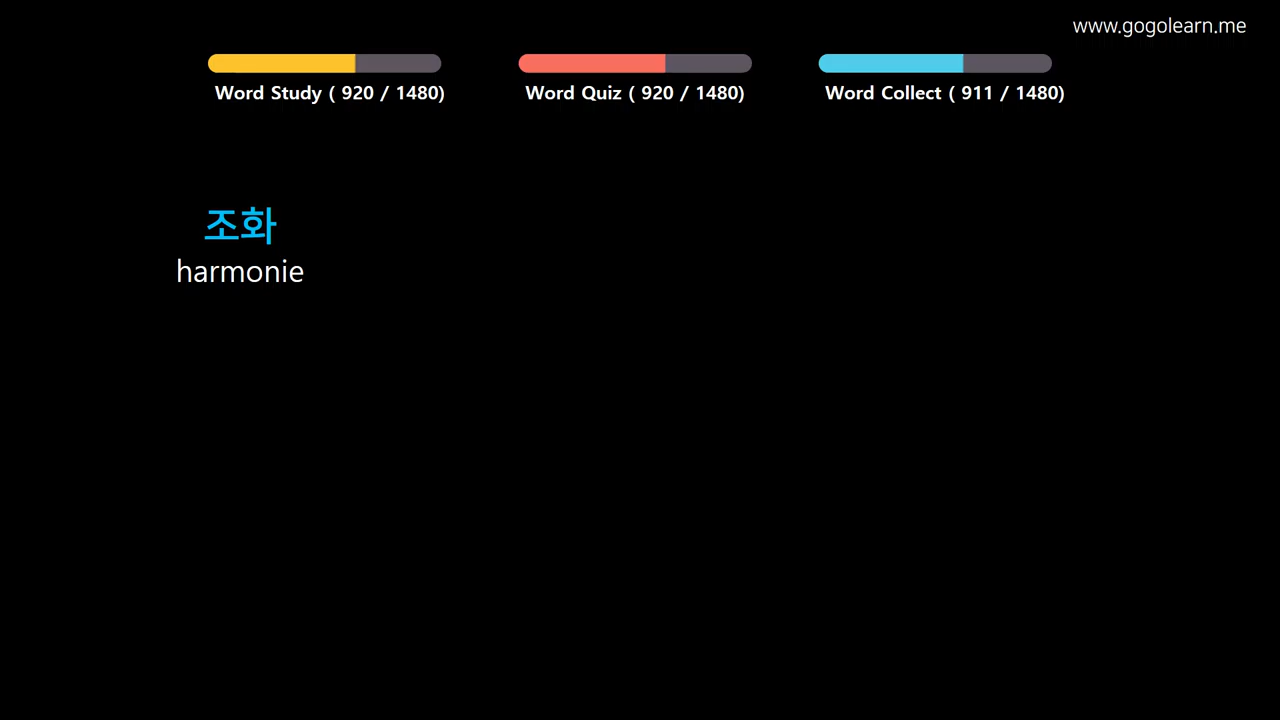 www.gogolearn.me
Word Study ( 920 / 1480)
Word Quiz ( 920 / 1480)
Word Collect ( 911 / 1480)
조화
harmonie